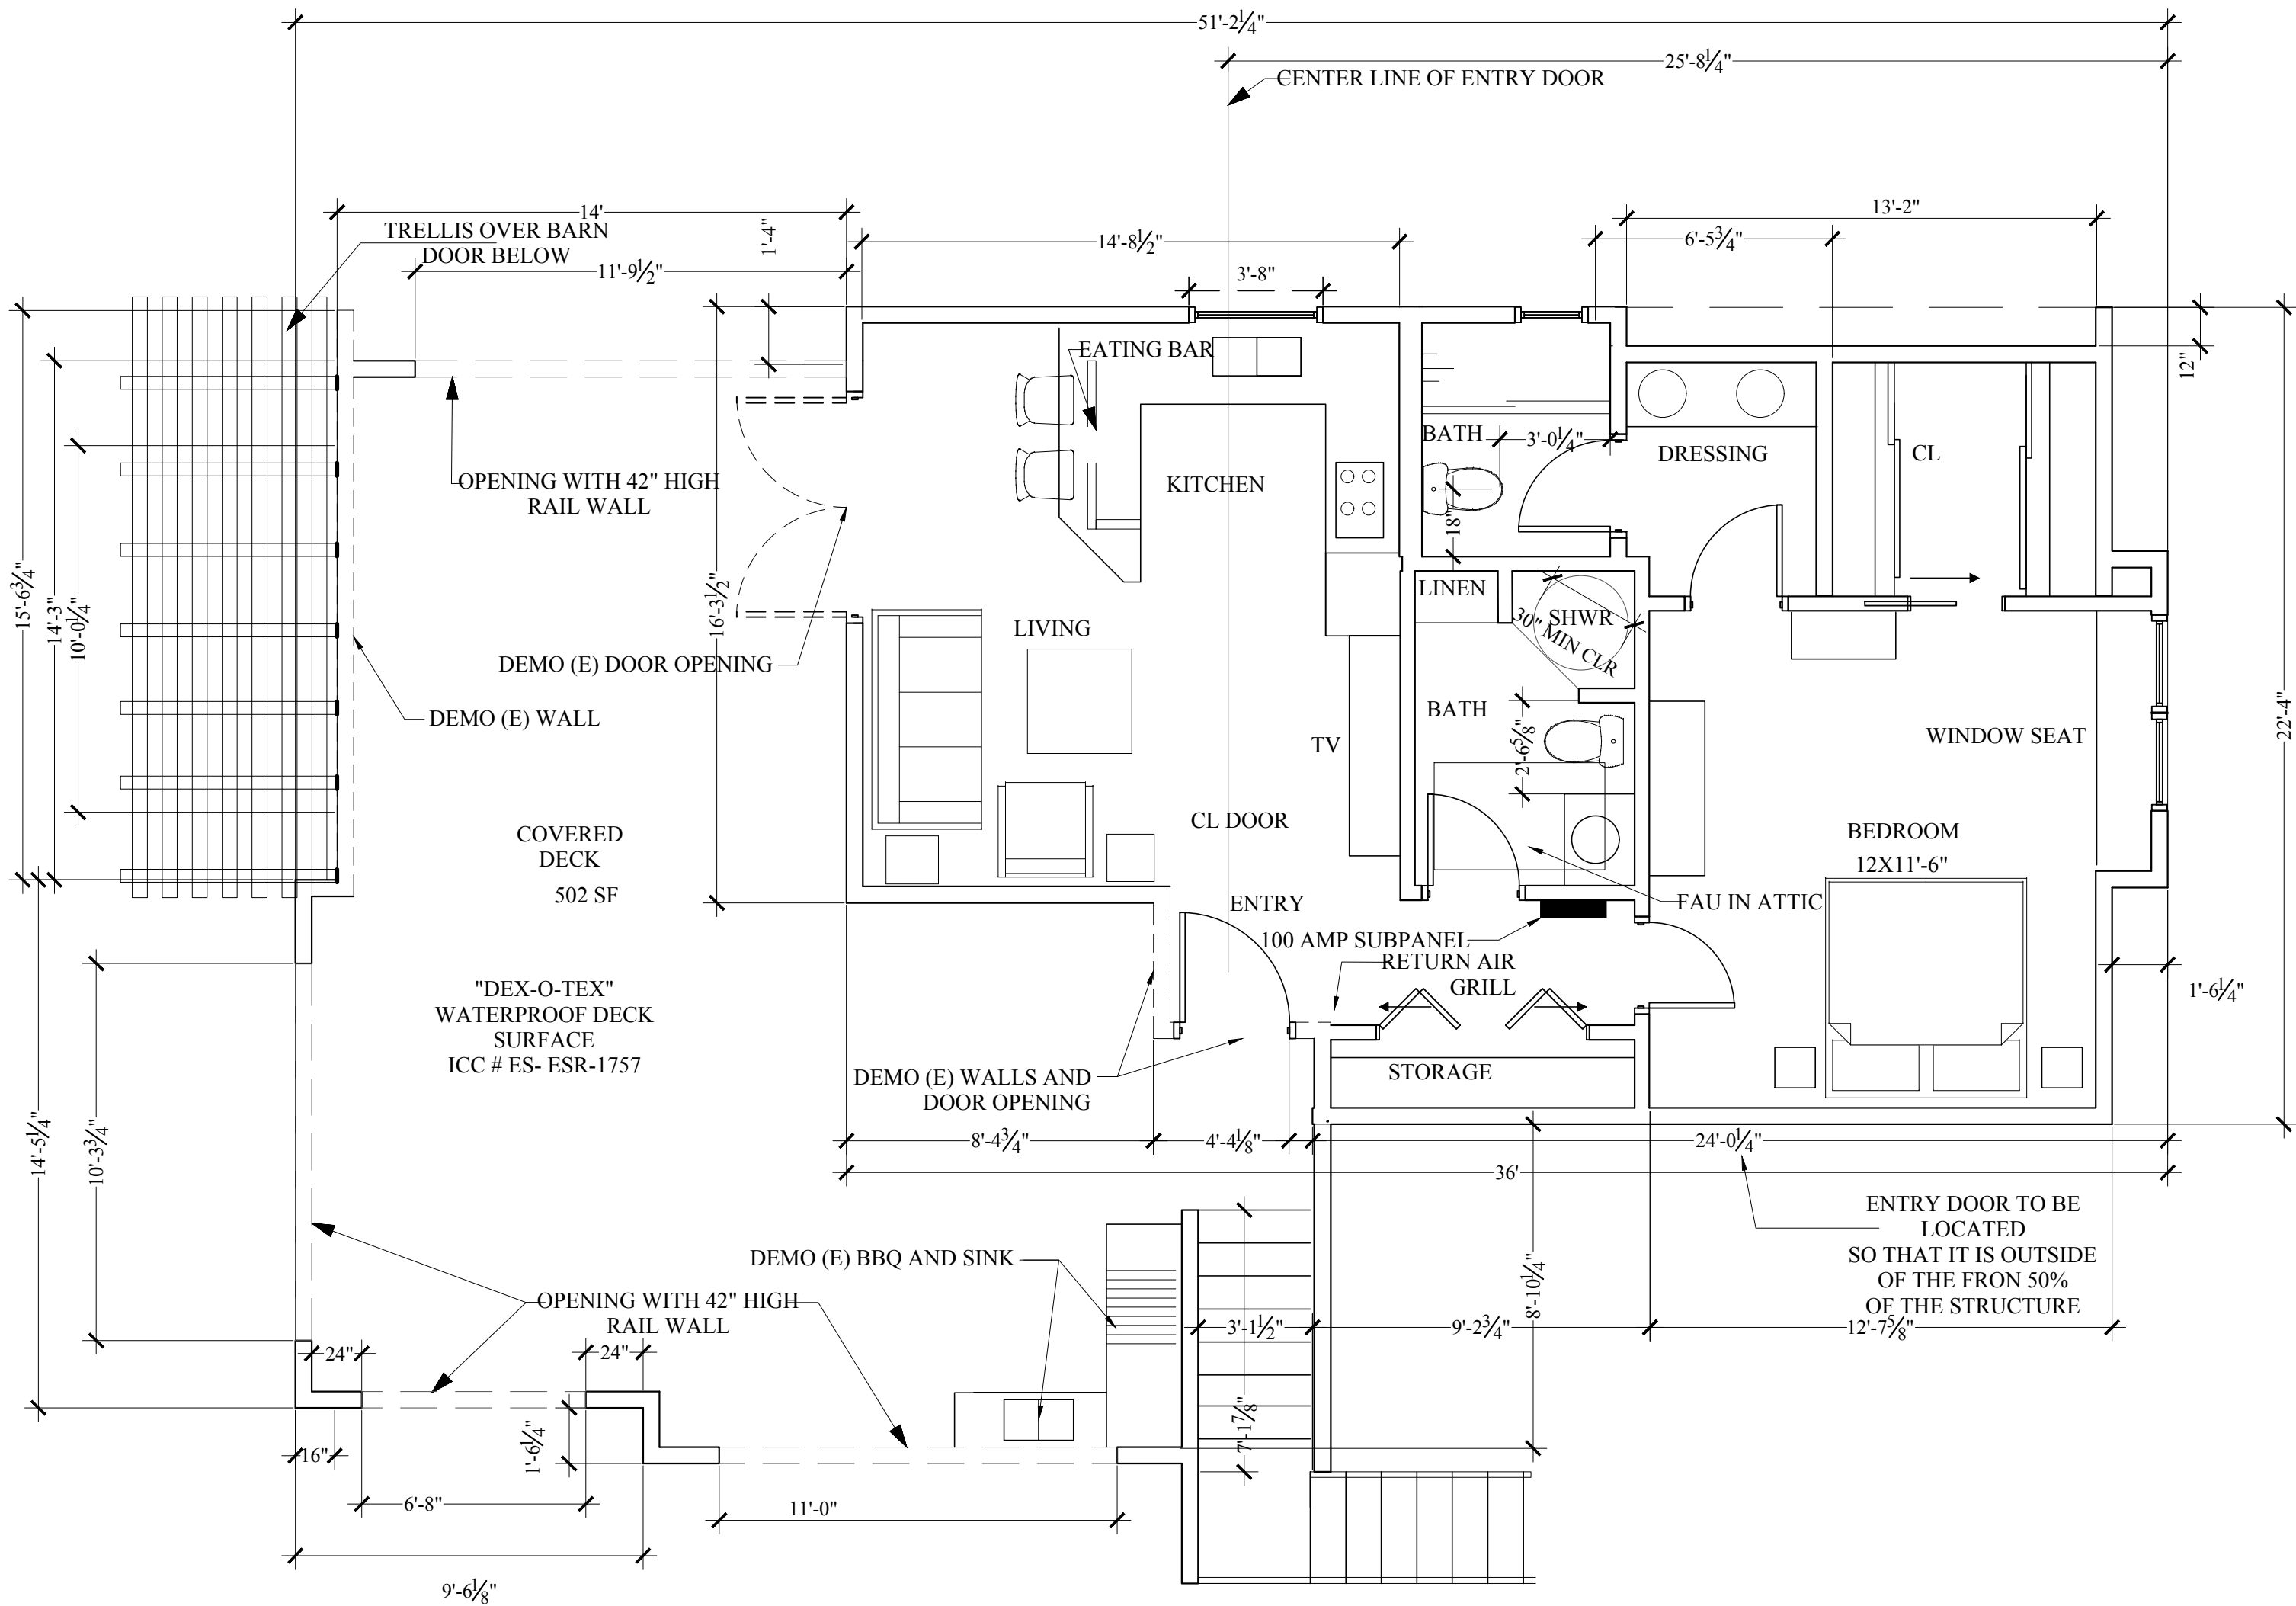 51'-2¼"
25'-8¼"
CENTER LINE OF ENTRY DOOR
14'
TRELLIS OVER BARN
DOOR BELOW
11'-9½"
1'-4"
14'-8½"
3'-8"
13'-2"
6'-5¾"
12"
EATING BAR
OPENING WITH 42" HIGH
RAIL WALL
KITCHEN
BATH
3'-0¼"
18"
DRESSING
CL
15'-6¾"
14'-3"
10'-0¼"
16'-3½"
LIVING
LINEN
SHWR
30" MIN CLR
DEMO (E) DOOR OPENING
DEMO (E) WALL
BATH
2'-6⅝"
TV
WINDOW SEAT
22'-4"
COVERED
DECK
502 SF
CL DOOR
BEDROOM
12X11'-6"
ENTRY
FAU IN ATTIC
100 AMP SUBPANEL
RETURN AIR
GRILL
1'-6¼"
"DEX-O-TEX"
WATERPROOF DECK
SURFACE
ICC # ES- ESR-1757
DEMO (E) WALLS AND
DOOR OPENING
STORAGE
14'-5¼"
10'-3¾"
8'-4¾"
4'-4⅛"
24'-0¼"
36'
ENTRY DOOR TO BE
LOCATED
SO THAT IT IS OUTSIDE
OF THE FRON 50%
OF THE STRUCTURE
DEMO (E) BBQ AND SINK
OPENING WITH 42" HIGH
RAIL WALL
8'-10¼"
3'-1½"
9'-2¾"
12'-7⅝"
24"
24"
7'-1⅞"
16"
1'-6¼"
6'-8"
11'-0"
9'-6⅛"